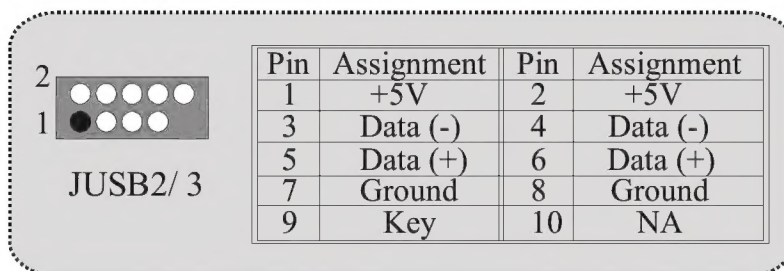 2
1
JUSB2/ 3
Pin Assignment Pin Assignment
1 +5V 2 +5V
3 Data (-) 4 Data (-)
5 Data (+) 6 Data (+)
7 Ground 8 Ground
9 Key 10 NA